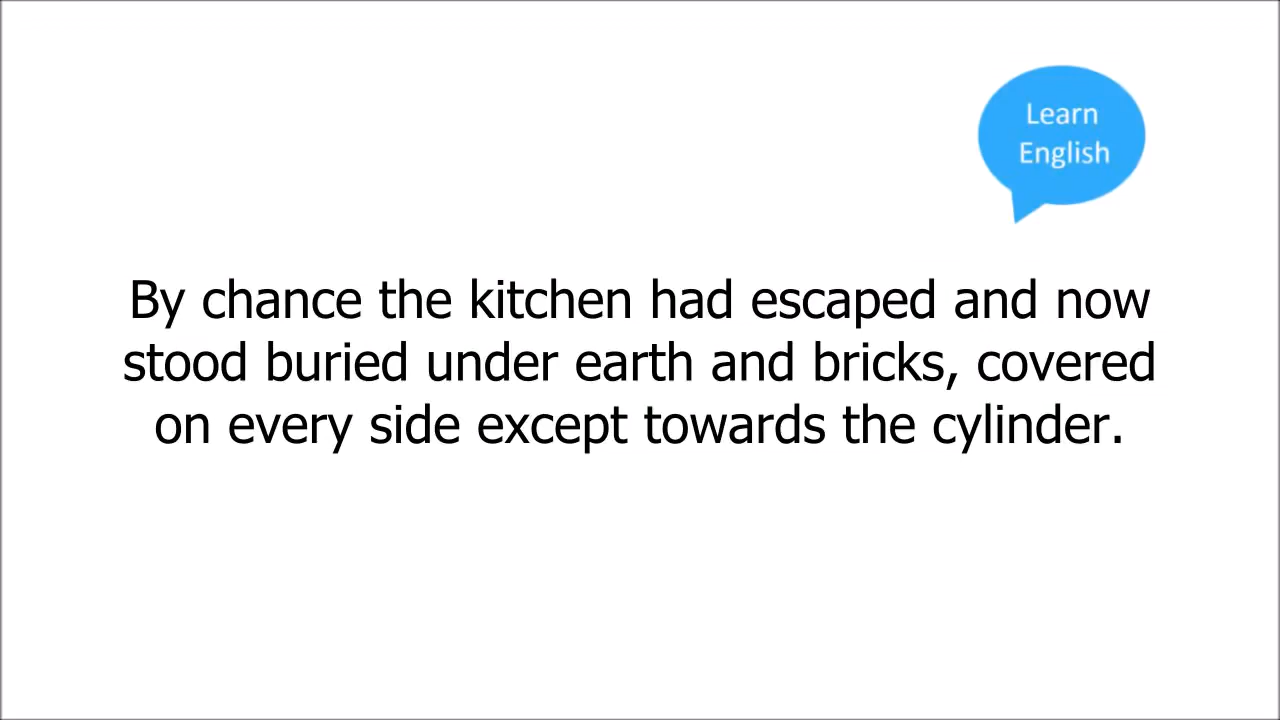 Learn
English
By chance the kitchen had escaped and now
stood buried under earth and bricks, covered
on every side except towards the cylinder.